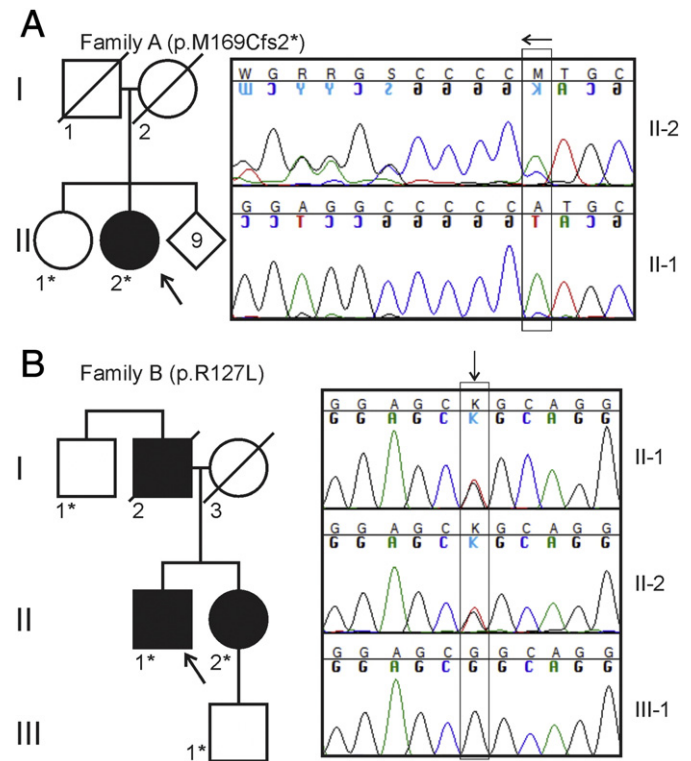 A
Family A (p.M169Cfs2*)
I
1
2
II
1*
2*
9
W G R R G S C C C C M T G C
W C Y Y C S G G G G K A C G
II-2
G G A G G C C C C C A T G C
C C T C C G G G G G T A C G
II-1
B
Family B (p.R127L)
I
1*
2
3
II
1*
2*
III
1*
G G A G C K G C A G G
G G A G C K G C A G G
II-1
G G A G C K G C A G G
G G A G C K G C A G G
II-2
G G A G C G G C A G G
G G A G C G G C A G G
III-1